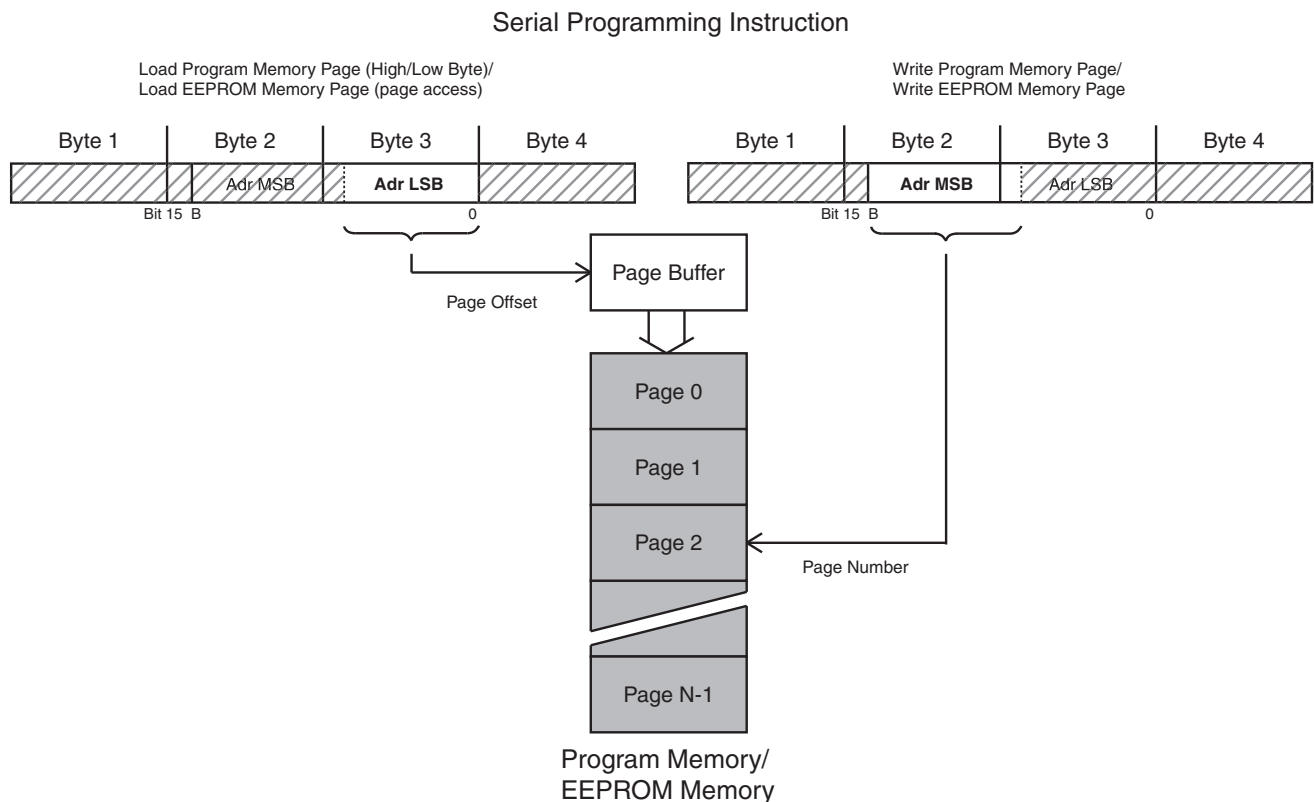 Serial Programming Instruction
Load Program Memory Page (High/Low Byte)/
Load EEPROM Memory Page (page access)
Write Program Memory Page/
Write EEPROM Memory Page
Byte 1 Byte 2 Byte 3 Byte 4
Adr MSB Adr LSB
Bit 15 B 0
Byte 1 Byte 2 Byte 3 Byte 4
Adr MSB Adr LSB
Bit 15 B 0
Page Buffer
Page Offset
Page 0
Page 1
Page 2
Page Number
Page N-1
Program Memory/
EEPROM Memory